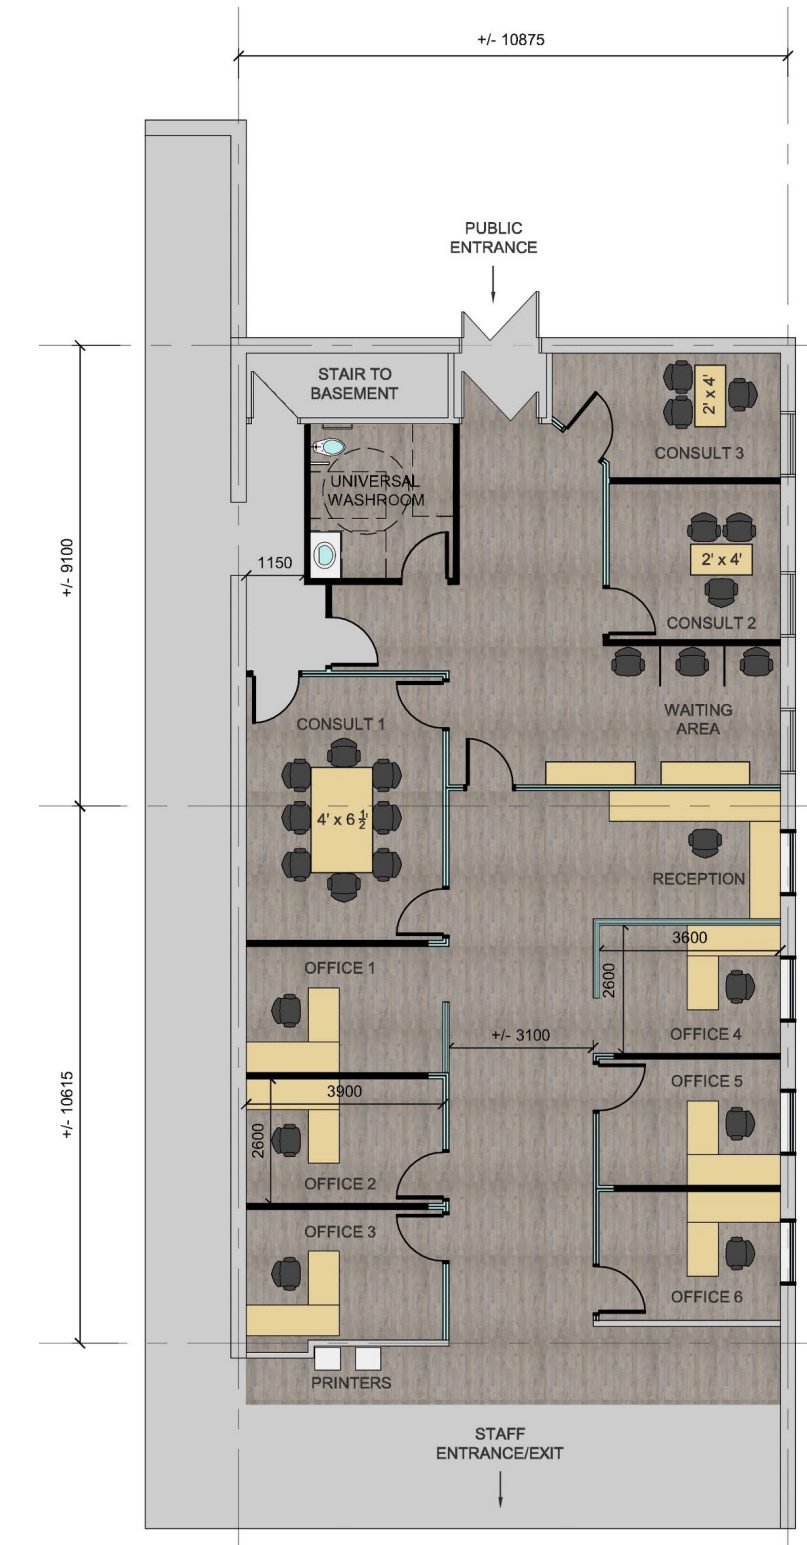 +/- 10875
PUBLIC
ENTRANCE
STAIR TO
BASEMENT
2' x 4'
CONSULT 3
UNIVERSAL
WASHROOM
2' x 4'
1150
+/- 9100
CONSULT 2
WAITING
AREA
CONSULT 1
4' x 6 1/2'
RECEPTION
3600
OFFICE 1
2600
OFFICE 4
+/- 3100
OFFICE 5
3900
+/- 10615
2600
OFFICE 2
OFFICE 3
OFFICE 6
PRINTERS
STAFF
ENTRANCE/EXIT